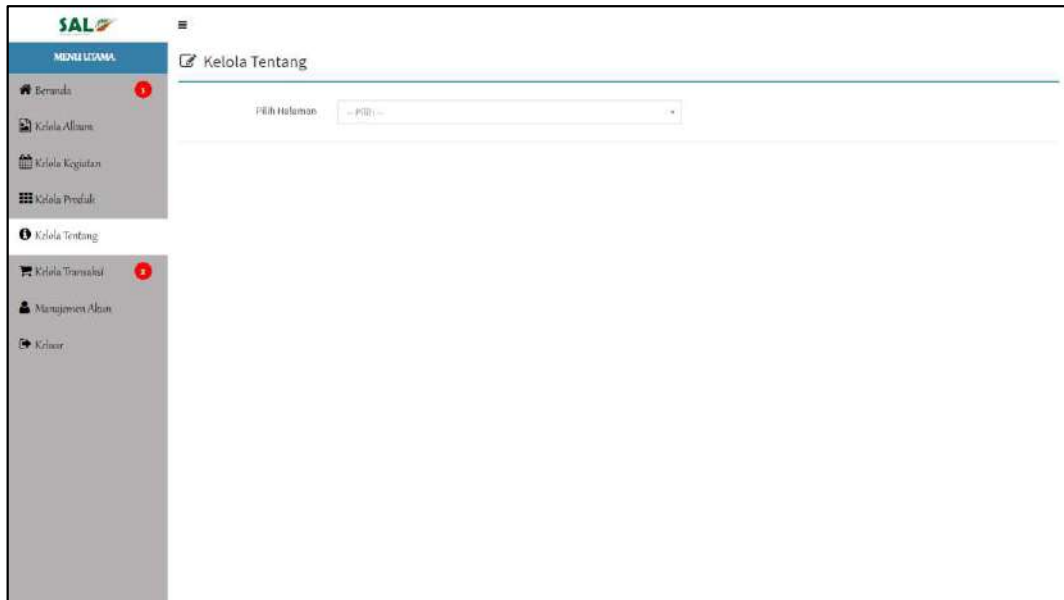 SAL
MENU UTAMA
Kelola Tentang
Beranda
Pilih Halaman
-- Pilih --
Kelola Album
Kelola Kegiatan
Kelola Produk
Kelola Tentang
Kelola Transaksi
Manajemen Akun
Keluar